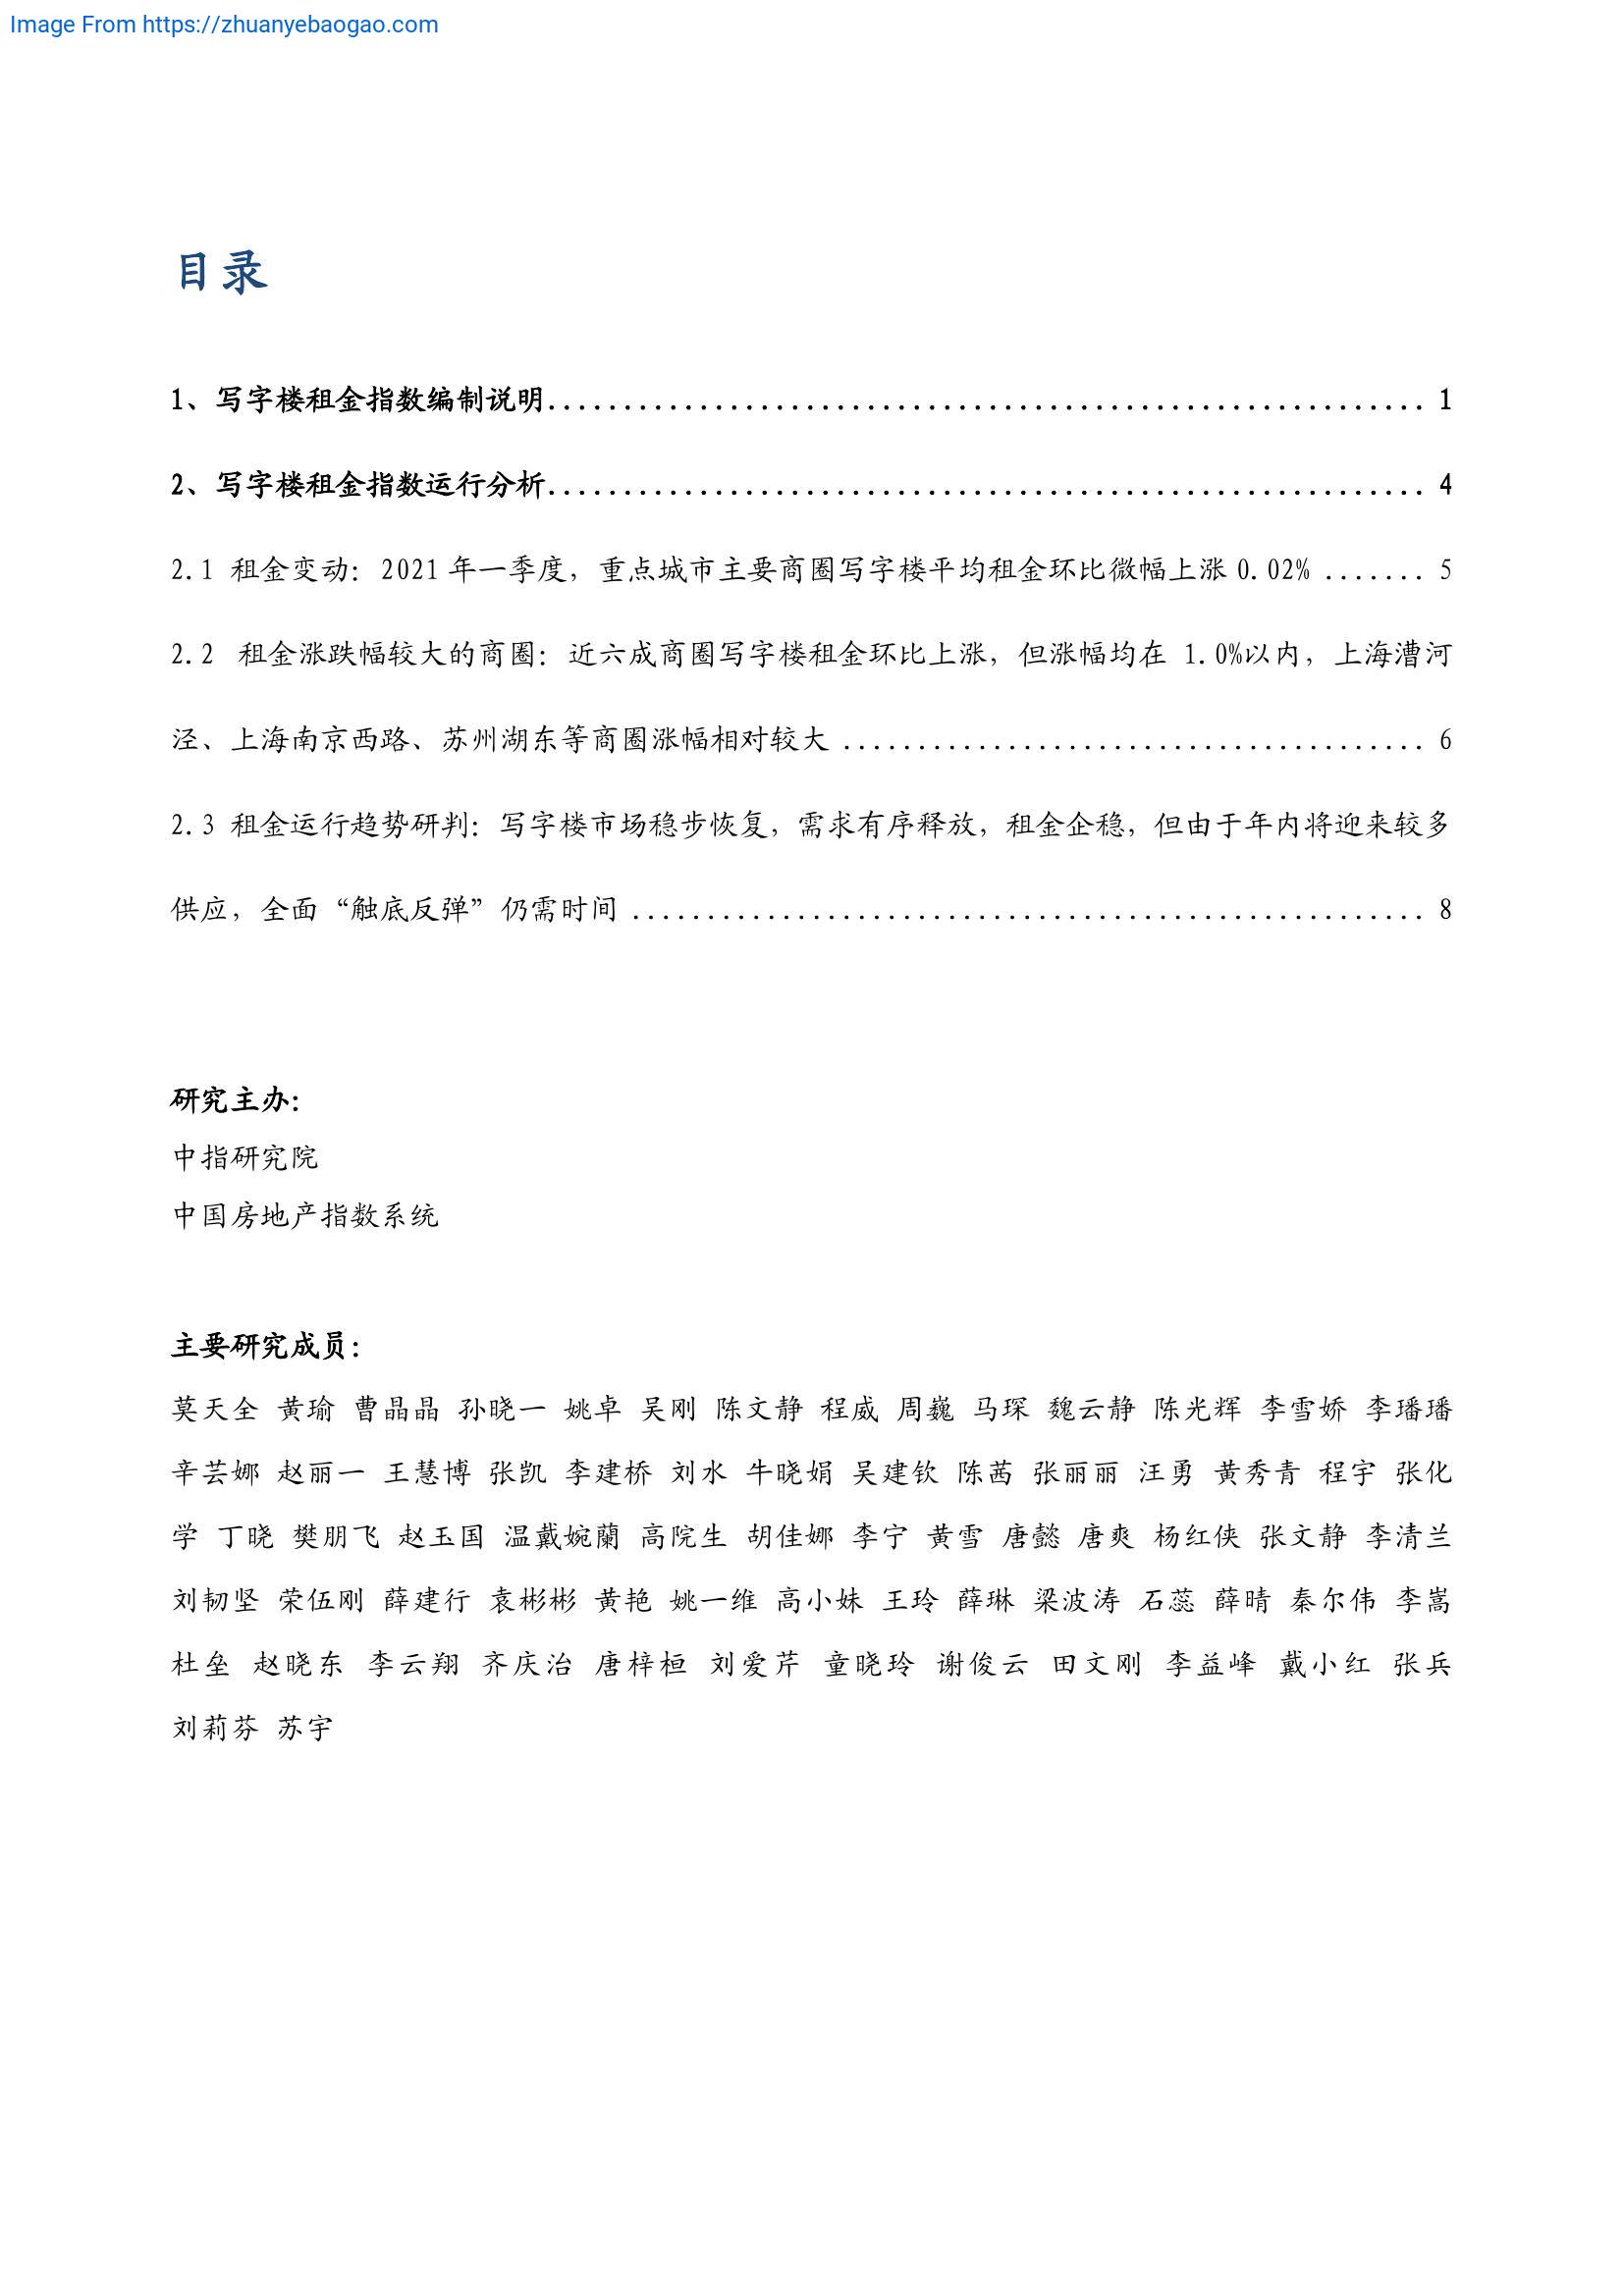 Image From https://zhuanyebaogao.com
目录
1、写字楼租金指数编制说明.......................................................... 1
2、写字楼租金指数运行分析.......................................................... 4
2.1 租金变动：2021 年一季度，重点城市主要商圈写字楼平均租金环比微幅上涨 0.02% ....... 5
2.2 租金涨跌幅较大的商圈：近六成商圈写字楼租金环比上涨，但涨幅均在 1.0%以内，上海漕河
泾、上海南京西路、苏州湖东等商圈涨幅相对较大 ....................................... 6
2.3 租金运行趋势研判：写字楼市场稳步恢复，需求有序释放，租金企稳，但由于年内将迎来较多
供应，全面“触底反弹”仍需时间 ..................................................... 8
研究主办：
中指研究院
中国房地产指数系统
主要研究成员：
莫天全 黄瑜 曹晶晶 孙晓一 姚卓 吴刚 陈文静 程威 周巍 马琛 魏云静 陈光辉 李雪娇 李璠璠
辛芸娜 赵丽一 王慧博 张凯 李建桥 刘水 牛晓娟 吴建钦 陈茜 张丽丽 汪勇 黄秀青 程宇 张化
学 丁晓 樊朋飞 赵玉国 温戴婉蘭 高院生 胡佳娜 李宁 黄雪 唐懿 唐爽 杨红侠 张文静 李清兰
刘韧坚 荣伍刚 薛建行 袁彬彬 黄艳 姚一维 高小妹 王玲 薛琳 梁波涛 石蕊 薛晴 秦尔伟 李嵩
杜垒 赵晓东 李云翔 齐庆治 唐梓桓 刘爱芹 童晓玲 谢俊云 田文刚 李益峰 戴小红 张兵
刘莉芬 苏宇